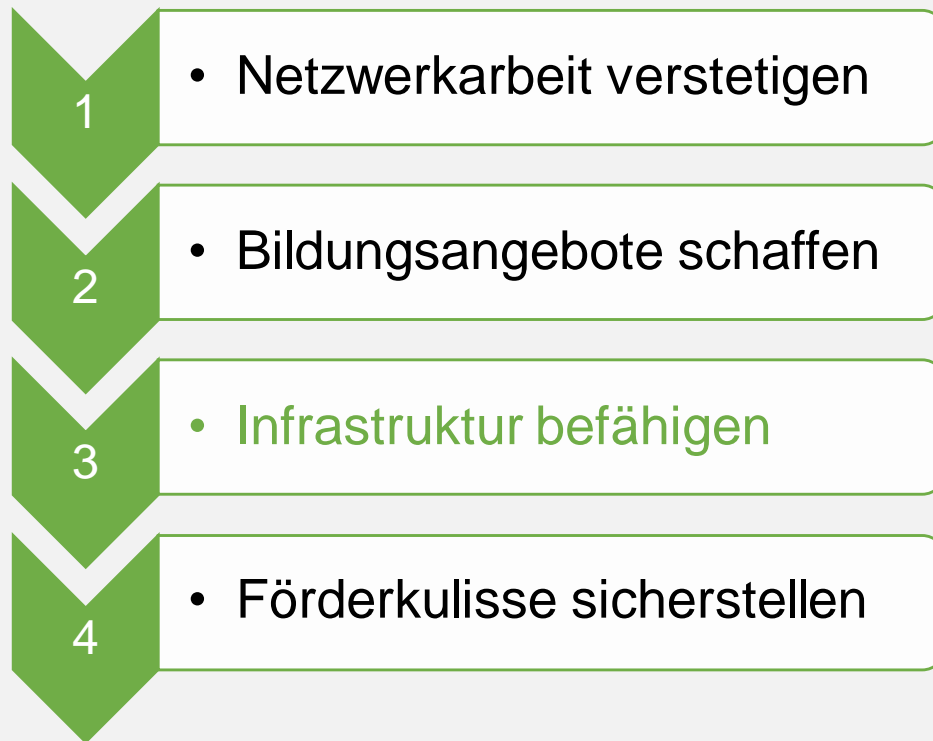 1
• Netzwerkarbeit verstetigen
2
• Bildungsangebote schaffen
3
• Infrastruktur befähigen
4
• Förderkulisse sicherstellen